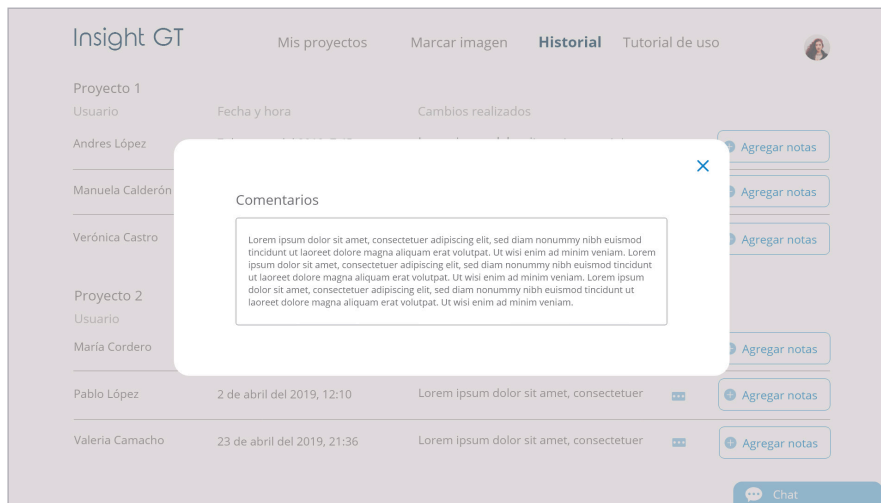 Insight GT
Mis proyectos Marcar imagen Historial Tutorial de uso
Proyecto 1
Usuario Fecha y hora Cambios realizados
Andres López
Agregar notas
Manuela Calderón
Agregar notas
Verónica Castro
Agregar notas
Comentarios
Lorem ipsum dolor sit amet, consectetuer adipiscing elit, sed diam nonummy nibh euismod
tincidunt ut laoreet dolore magna aliquam erat volutpat. Ut wisi enim ad minim veniam. Lorem
ipsum dolor sit amet, consectetuer adipiscing elit, sed diam nonummy nibh euismod tincidunt
ut laoreet dolore magna aliquam erat volutpat. Ut wisi enim ad minim veniam. Lorem ipsum
dolor sit amet, consectetuer adipiscing elit, sed diam nonummy nibh euismod tincidunt ut
laoreet dolore magna aliquam erat volutpat. Ut wisi enim ad minim veniam.
Proyecto 2
Usuario
María Cordero
Agregar notas
Pablo López 2 de abril del 2019, 12:10 Lorem ipsum dolor sit amet, consectetuer Agregar notas
Valeria Camacho 23 de abril del 2019, 21:36 Lorem ipsum dolor sit amet, consectetuer Agregar notas
Chat